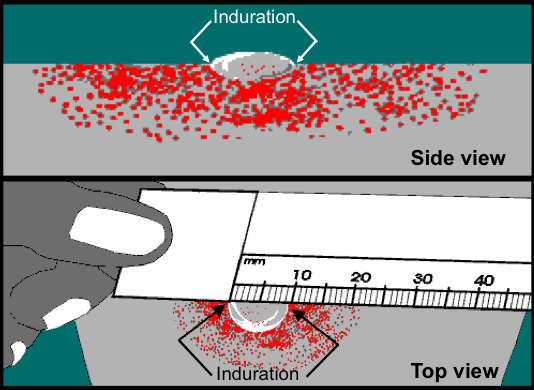 Induration
Side view
mm
10 20 30 40
Induration
Top view